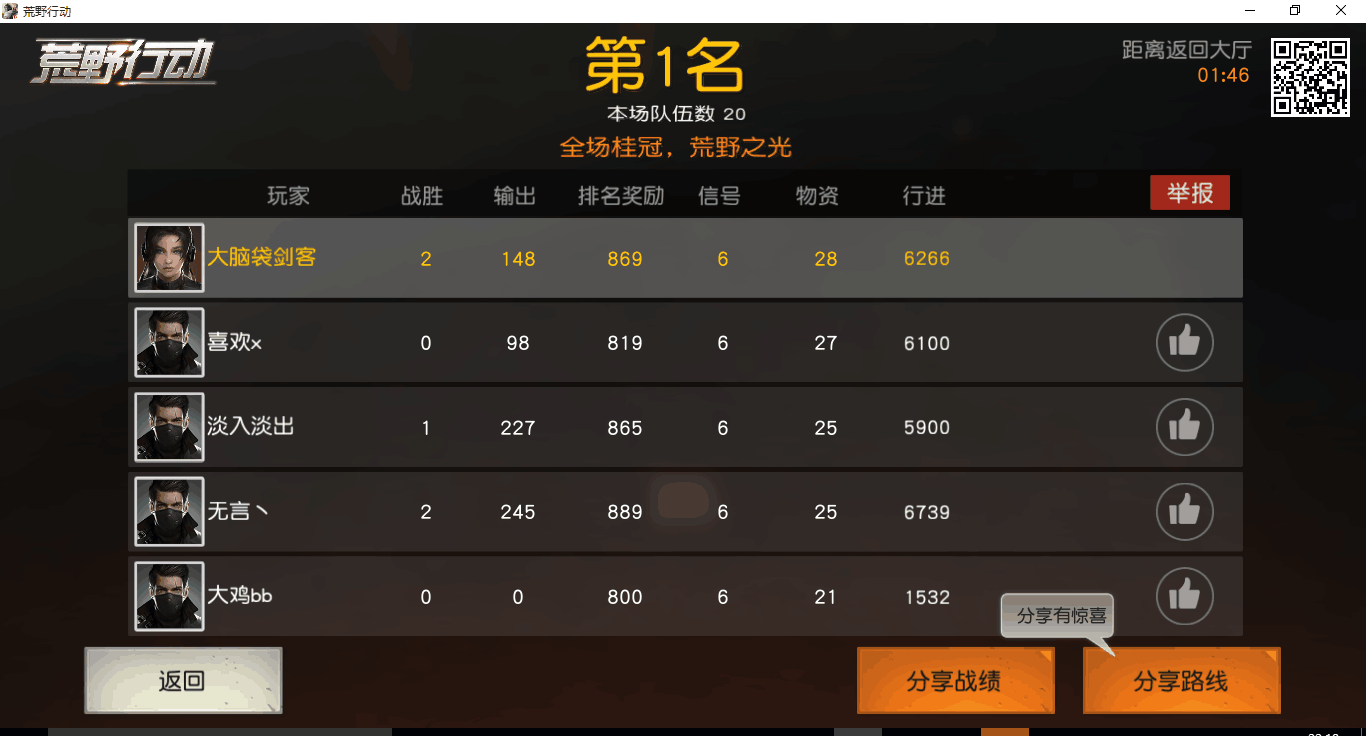 荒野行动
荒野行动
第1名
距离返回大厅
01:46
本场队伍数 20
全场桂冠，荒野之光
玩家 战胜 输出 排名奖励 信号 物资 行进 举报
大脑袋剑客 2 148 869 6 28 6266
喜欢x 0 98 819 6 27 6100
淡入淡出 1 227 865 6 25 5900
无言丶 2 245 889 6 25 6739
大鸡bb 0 0 800 6 21 1532
分享有惊喜
返回 分享战绩 分享路线